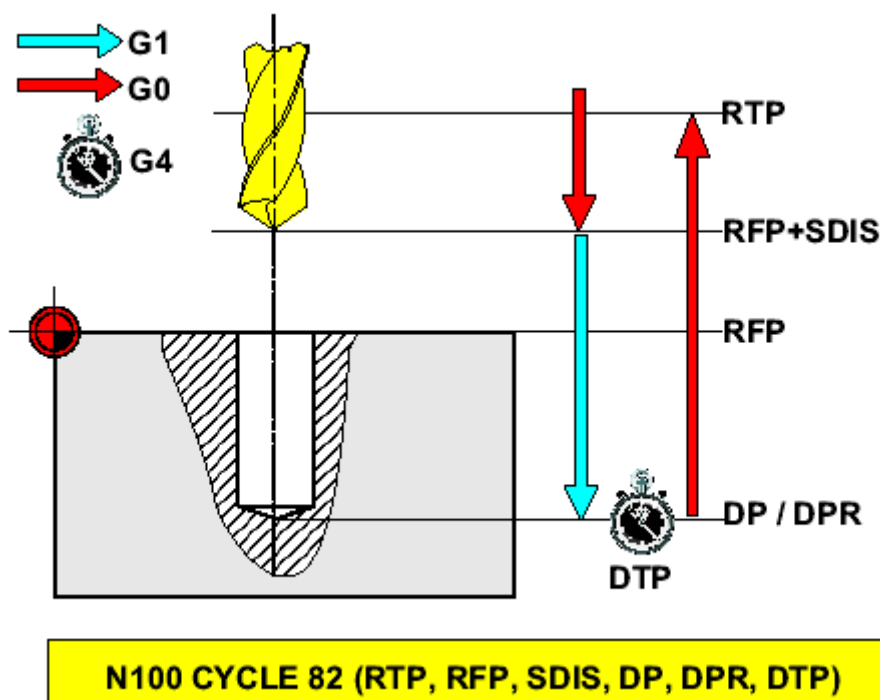 G1
G0
G4
RTP
RFP+SDIS
RFP
DP / DPR
DTP
N100 CYCLE 82 (RTP, RFP, SDIS, DP, DPR, DTP)